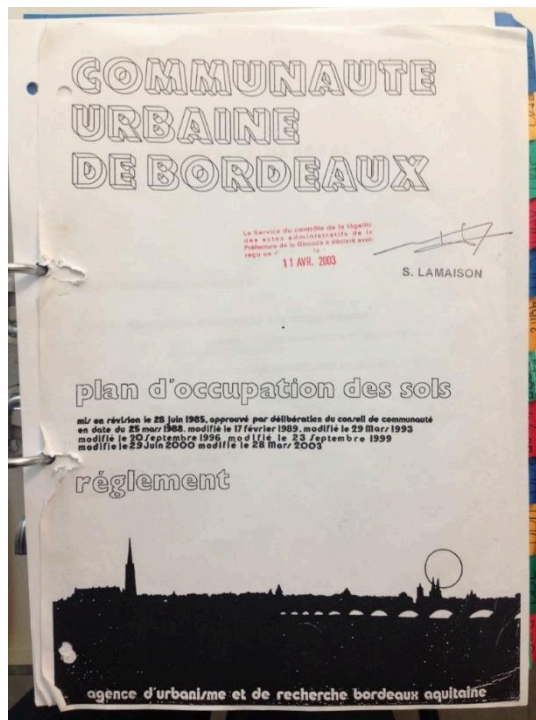 COMMUNAUTE
URBAINE
DE BORDEAUX
Le Service du contrôle de la légalité
des actes administratifs de la
Préfecture de la Gironde a déclaré avoir
reçu ce
11 AVR. 2003
S. LAMAISON
plan d'occupation des sols
mis en révision le 28 juin 1985, approuvé par délibération du conseil de communauté
en date du 25 mars 1988. modifié le 17 février 1989. modifié le 29 Mars 1993
modifié le 20 Septembre 1996 modifié le 23 Septembre 1999
modifié le 29 Juin 2000 modifié le 28 Mars 2003
réglement
agence d'urbanisme et de recherche bordeaux aquitaine